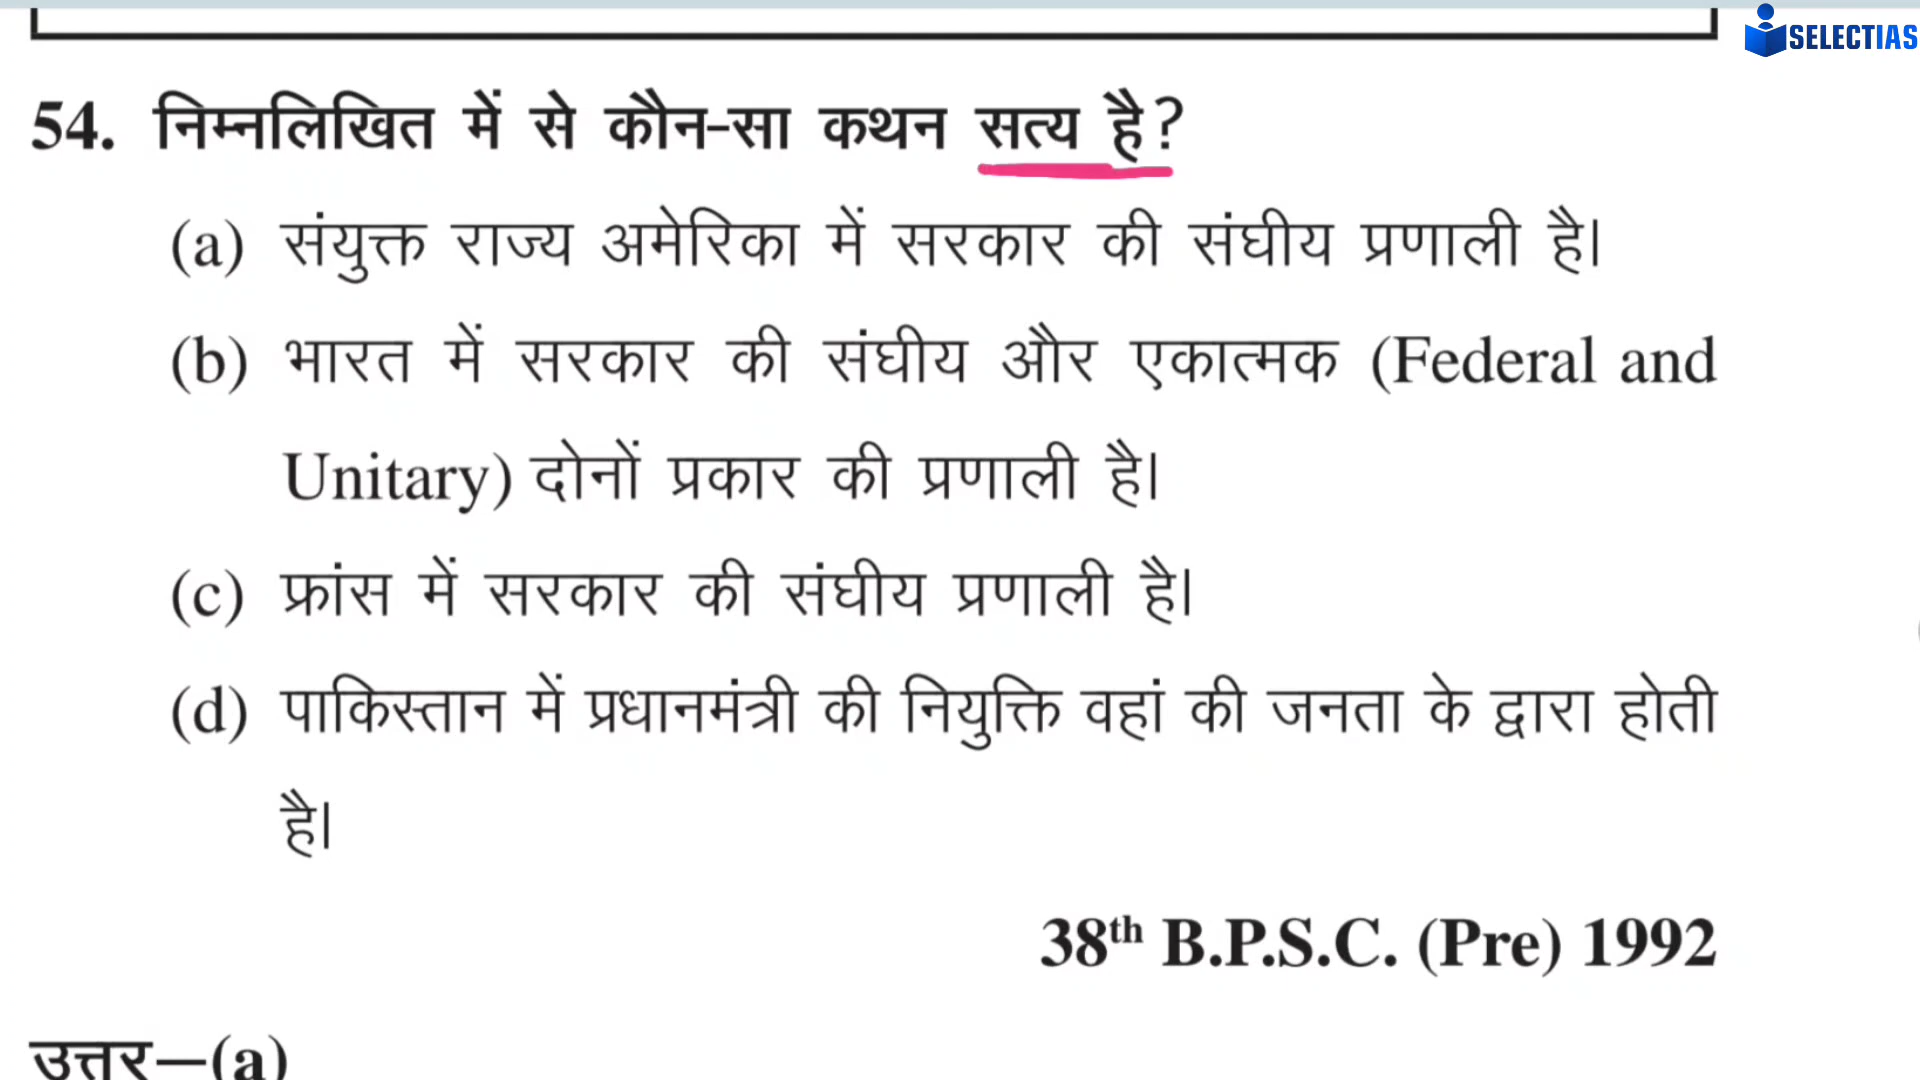 SELECTIAS
54. निम्नलिखित में से कौन-सा कथन सत्य है?
(a) संयुक्त राज्य अमेरिका में सरकार की संघीय प्रणाली है।
(b) भारत में सरकार की संघीय और एकात्मक (Federal and
Unitary) दोनों प्रकार की प्रणाली है।
(c) फ्रांस में सरकार की संघीय प्रणाली है।
(d) पाकिस्तान में प्रधानमंत्री की नियुक्ति वहां की जनता के द्वारा होती
है।
38th B.P.S.C. (Pre) 1992
उत्तर—(a)